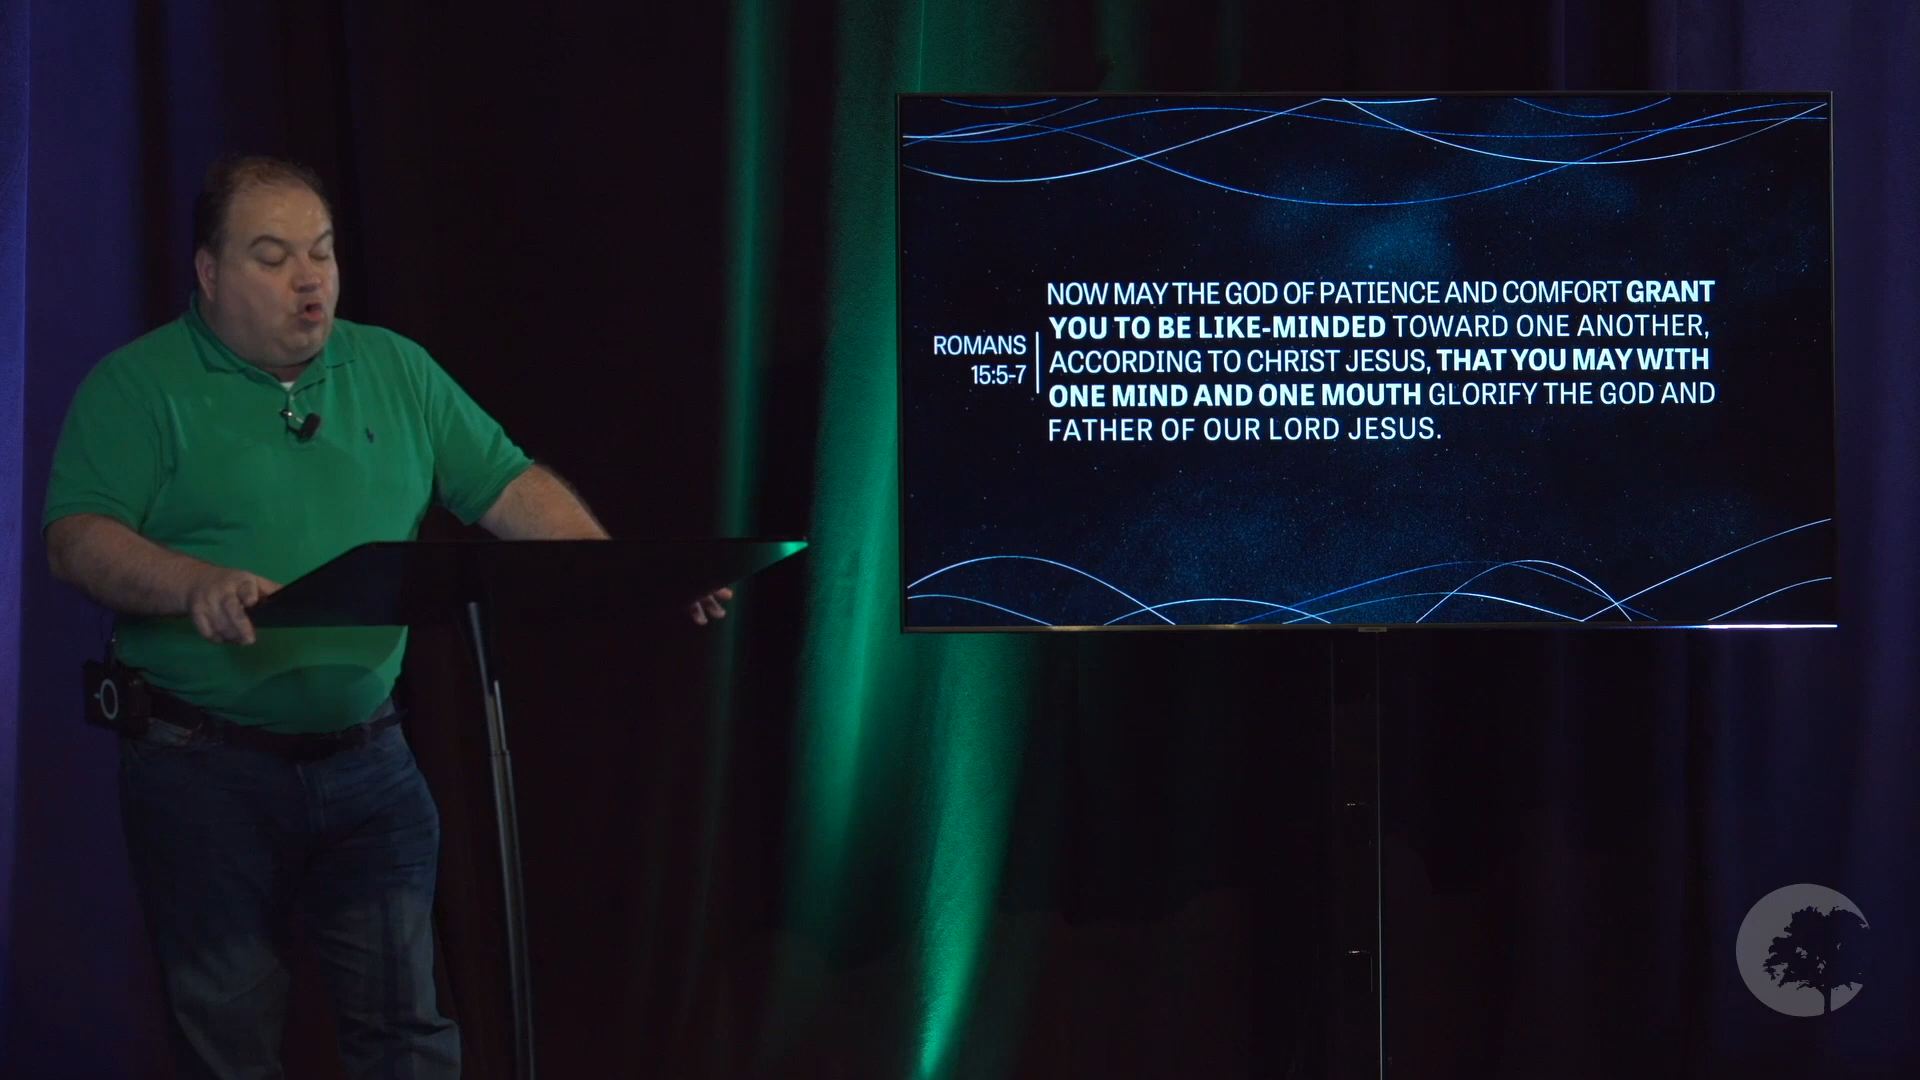 ROMANS
15:5-7
NOW MAY THE GOD OF PATIENCE AND COMFORT GRANT
YOU TO BE LIKE-MINDED TOWARD ONE ANOTHER,
ACCORDING TO CHRIST JESUS, THAT YOU MAY WITH
ONE MIND AND ONE MOUTH GLORIFY THE GOD AND
FATHER OF OUR LORD JESUS.